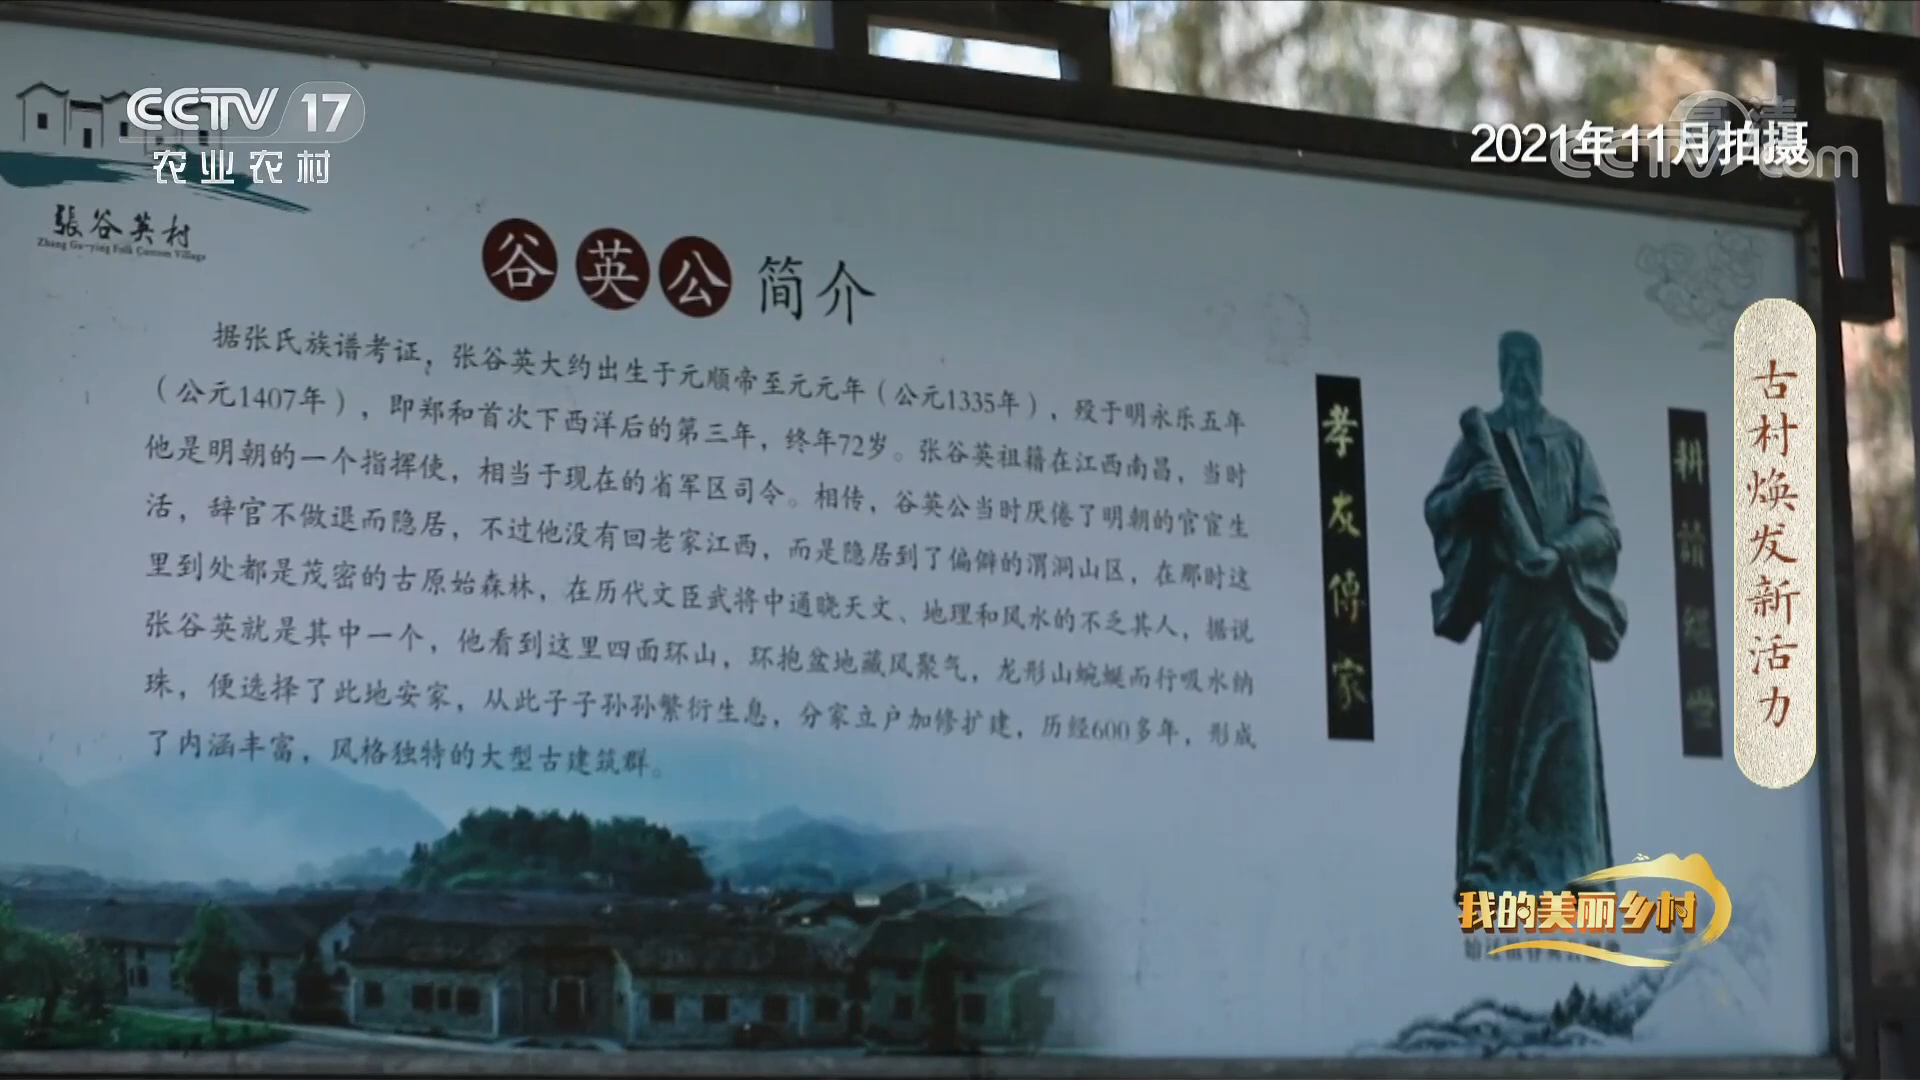 CCTV 17
农业农村
2021年11月拍摄
高清
CCTV.com
張谷英村
Zhang Gu-ying Folk Custom Village
谷英公简介
据张氏族谱考证，张谷英大约出生于元顺帝至元元年（公元1335年），殁于明永乐五年
（公元1407年），即郑和首次下西洋后的第三年，终年72岁。张谷英祖籍在江西南昌，当时
他是明朝的一个指挥使，相当于现在的省军区司令。相传，谷英公当时厌倦了明朝的官宦生
活，辞官不做退而隐居，不过他没有回老家江西，而是隐居到了偏僻的渭洞山区，在那时这
里到处都是茂密的古原始森林，在历代文臣武将中通晓天文、地理和风水的不乏其人，据说
张谷英就是其中一个，他看到这里四面环山，环抱盆地藏风聚气，龙形山蜿蜒而行吸水纳
珠，便选择了此地安家，从此子子孙孙繁衍生息，分家立户加修扩建，历经600多年，形成
了内涵丰富，风格独特的大型古建筑群。
孝友傳家
耕讀繼世
古村焕发新活力
我的美丽乡村